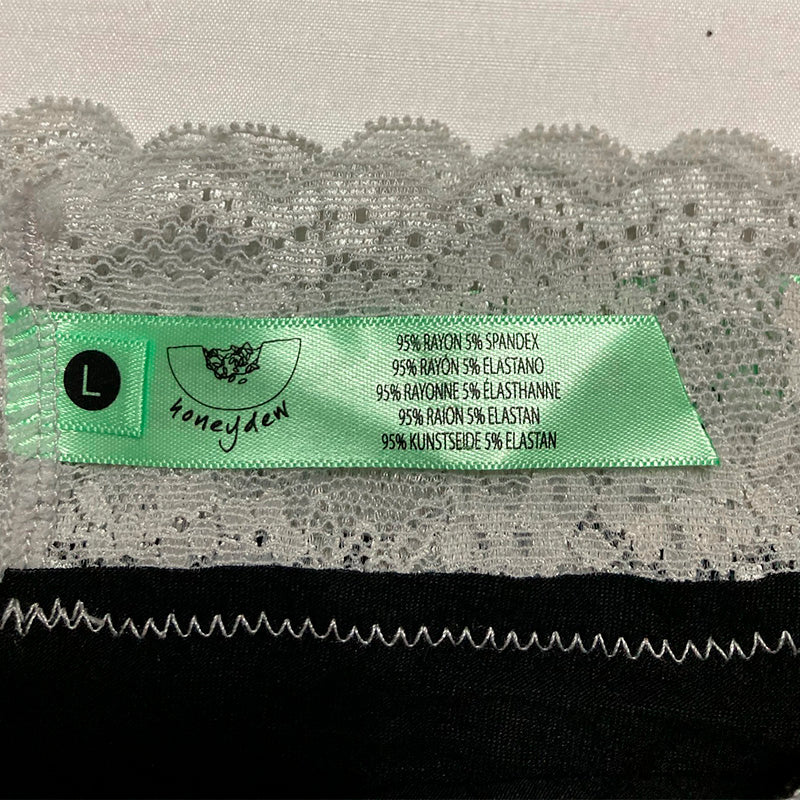 L
honeydew
95% RAYON 5% SPANDEX
95% RAYÓN 5% ELASTANO
95% RAYONNE 5% ÉLASTHANNE
95% RAION 5% ELASTAN
95% KUNSTSEIDE 5% ELASTAN